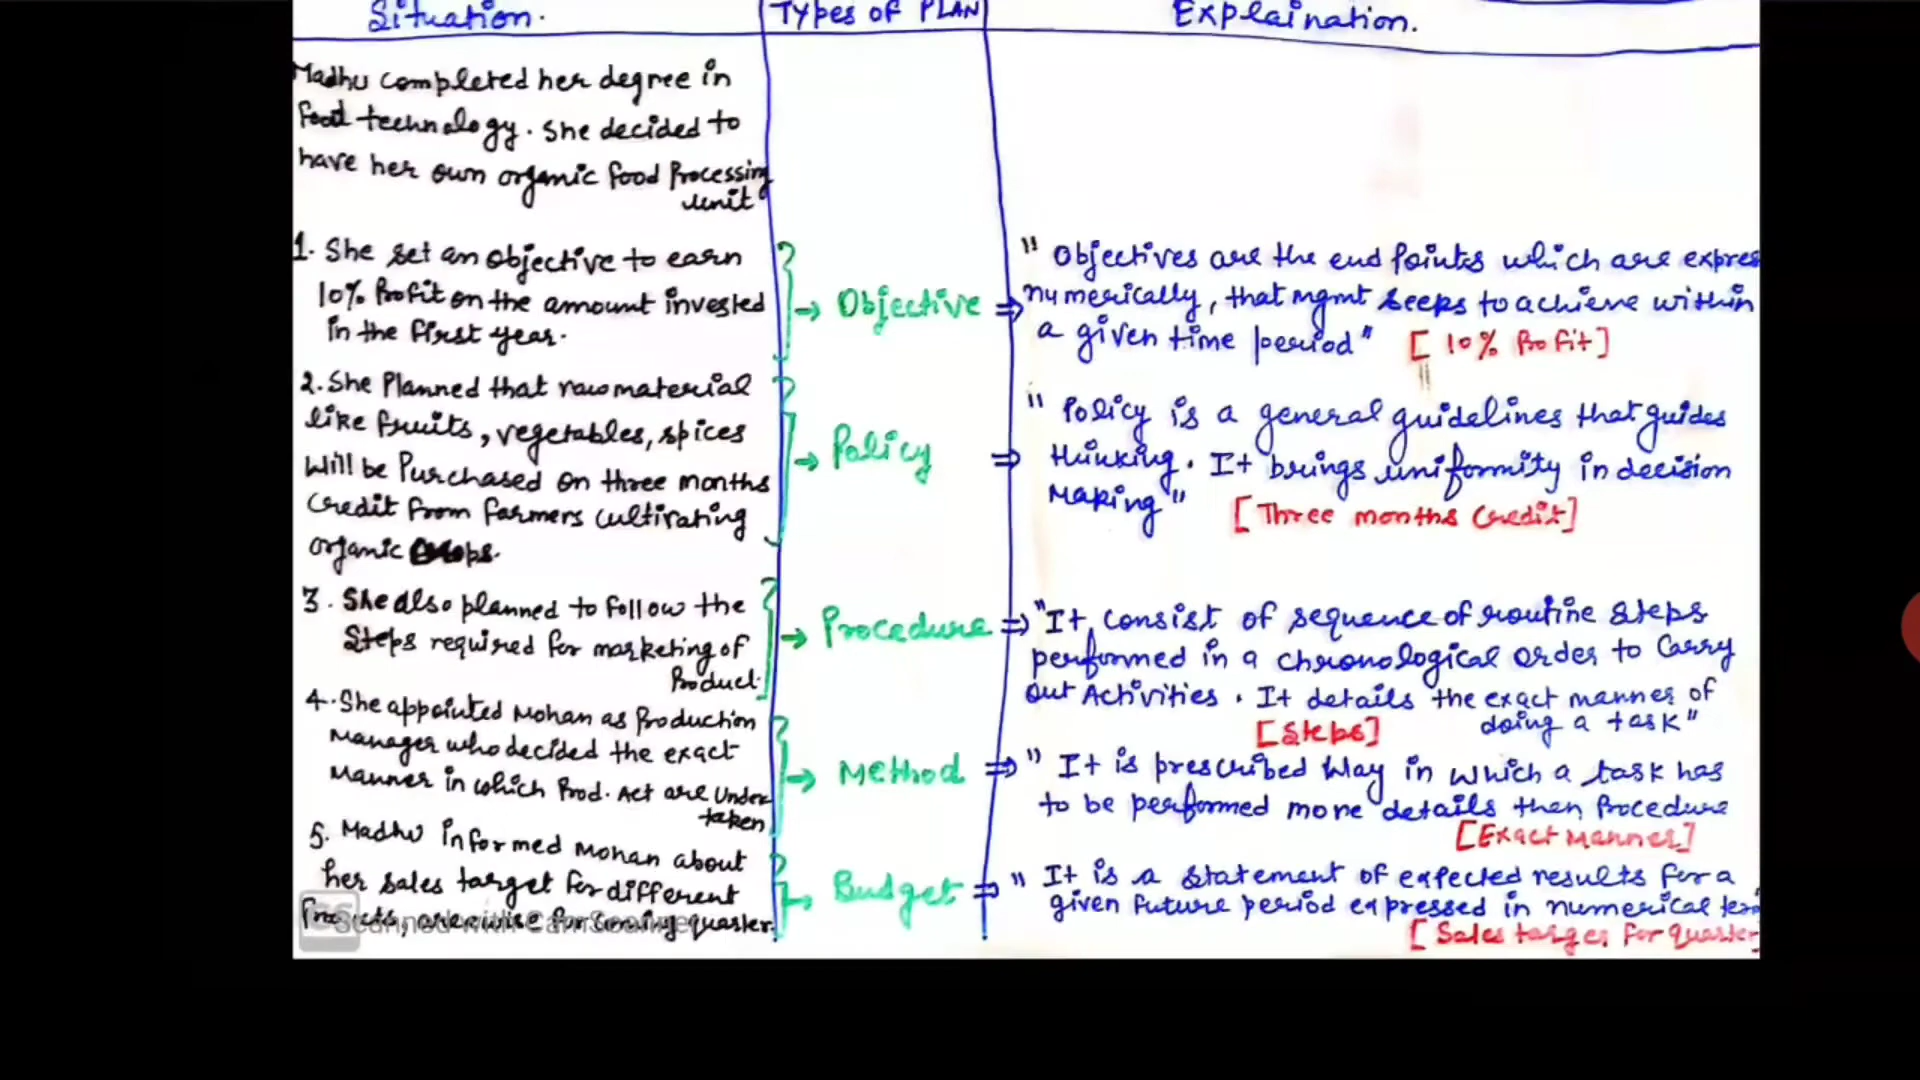 Situation.
Types of PLAN
Explaination.
Madhu completed her degree in
food technology. She decided to
have her own organic food Processing
unit
1. She set an objective to earn
10% Profit on the amount invested
in the first year.
→ Objective ⇒
" Objectives are the end points which are expres
numerically, that mgmt seeks to achieve within
a given time period" [ 10% Profit]
2. She Planned that raw material
like fruits, vegetables, spices
will be Purchased on three months
credit from farmers cultivating
organic
→ Policy ⇒
" Policy is a general guidelines that guides
thinking. It brings uniformity in decision
Making"
[Three months credit]
3. She also planned to follow the
Steps required for marketing of
Product.
→ Procedure ⇒
"It consist of sequence of routine steps
performed in a chronological order to carry
out Activities. It details the exact manner of
doing a task"
[Steps]
4. She appointed Mohan as Production
Manager who decided the exact
Manner in which Prod. Act are Under
taken
→ Method ⇒
" It is prescribed Way in which a task has
to be performed more details then Procedure
[Exact Manner]
5. Madhu informed Mohan about
her sales target for different
Products, for coming quarter.
→ Budget ⇒
" It is a statement of expected results for a
given future period expressed in numerical
[ Sales target for quarter]
Scanned with CamScanner